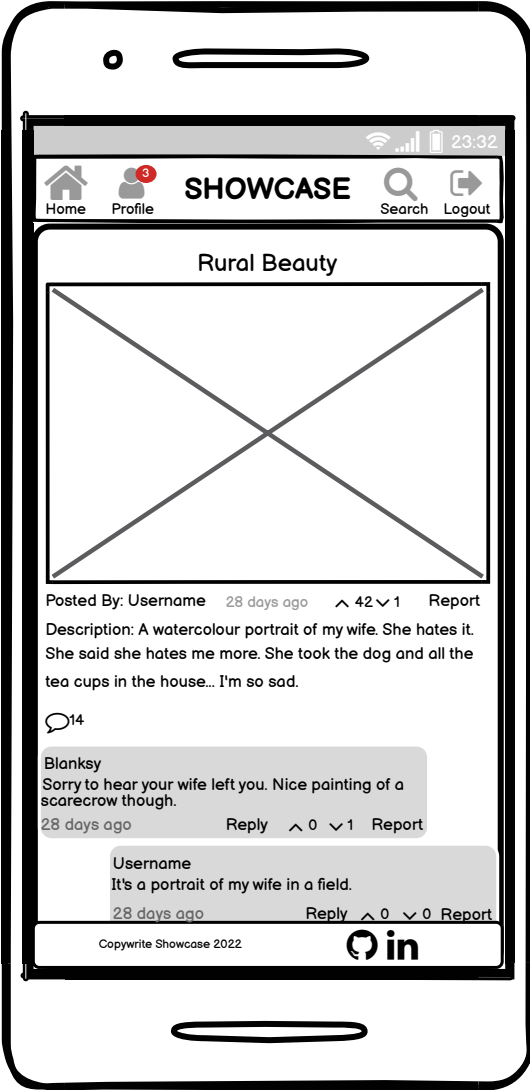 23:32
3
SHOWCASE
Home Profile Search Logout
Rural Beauty
Posted By: Username 28 days ago 42 1 Report
Description: A watercolour portrait of my wife. She hates it.
She said she hates me more. She took the dog and all the
tea cups in the house... I'm so sad.
14
Blanksy
Sorry to hear your wife left you. Nice painting of a
scarecrow though.
28 days ago Reply 0 1 Report
Username
It's a portrait of my wife in a field.
28 days ago Reply 0 0 Report
Copywrite Showcase 2022 in